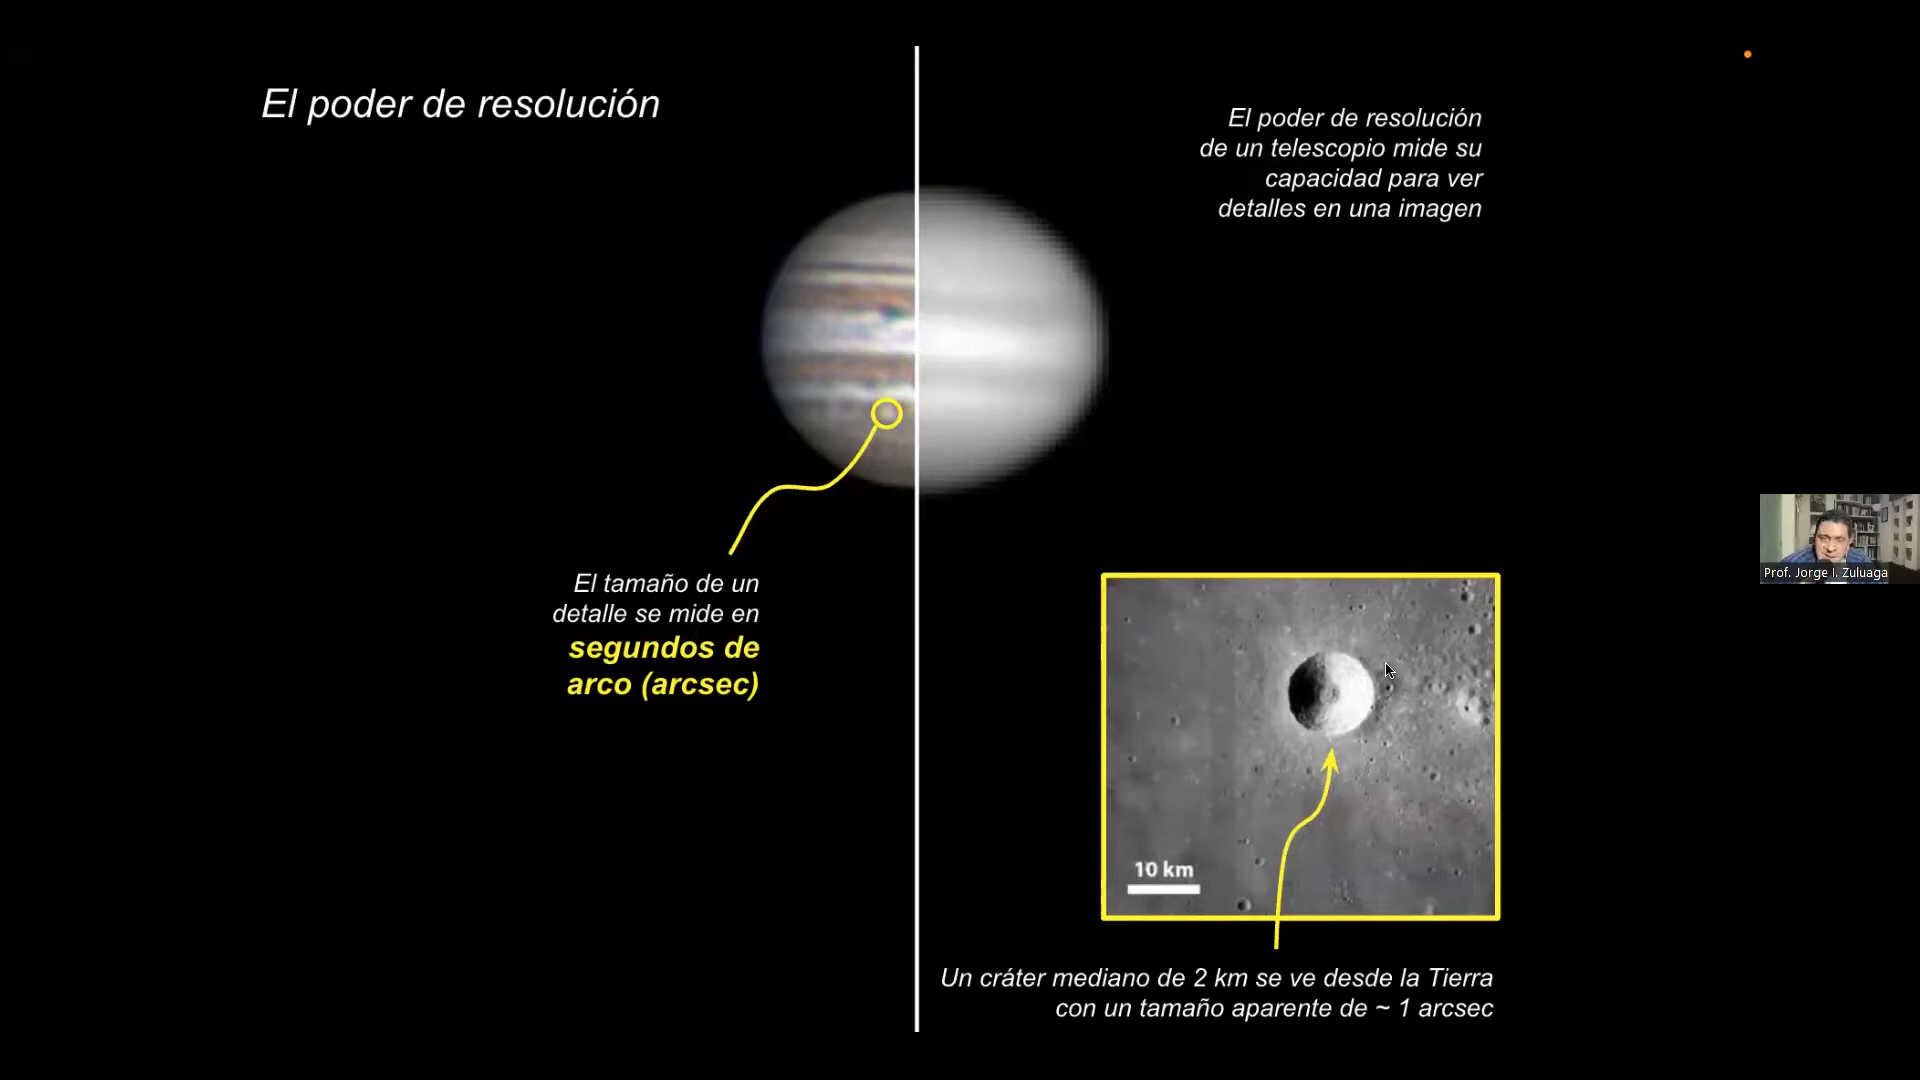 El poder de resolución
El poder de resolución
de un telescopio mide su
capacidad para ver
detalles en una imagen
El tamaño de un
detalle se mide en
segundos de
arco (arcsec)
Prof. Jorge I. Zuluaga
10 km
Un cráter mediano de 2 km se ve desde la Tierra
con un tamaño aparente de ~ 1 arcsec